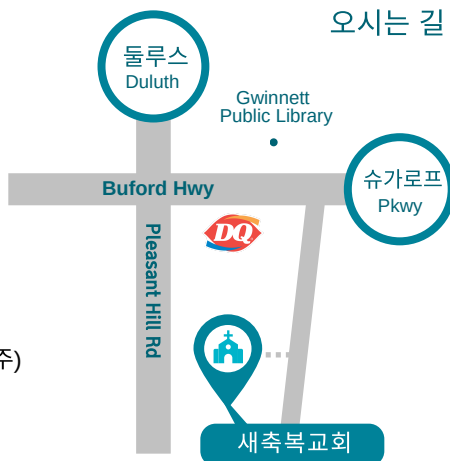 오시는 길
둘루스
Duluth
Gwinnett
Public Library
Buford Hwy
슈가로프
Pkwy
DQ
Pleasant Hill Rd
주)
새축복교회